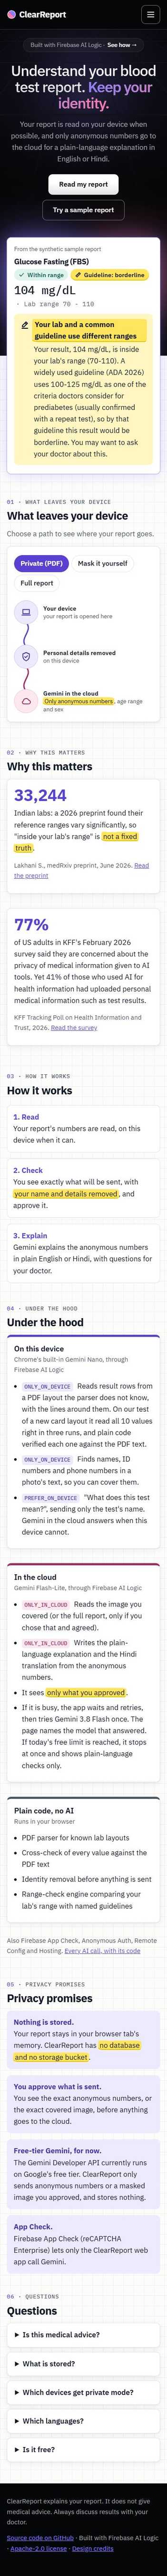 ClearReport
Built with Firebase AI Logic · See how →
Understand your blood
test report. Keep your
identity.
Your report is read on your device when
possible, and only anonymous numbers go
to the cloud for a plain-language explanation
in English or Hindi.
Read my report
Try a sample report
From the synthetic sample report
Glucose Fasting (FBS)
Within range
Guideline: borderline
104 mg/dL
· Lab range 70 - 110
Your lab and a common
guideline use different ranges
Your result, 104 mg/dL, is inside
your lab's range (70-110). A
widely used guideline (ADA 2026)
uses 100-125 mg/dL as one of the
criteria doctors consider for
prediabetes (usually confirmed
with a repeat test), so by that
guideline this result would be
borderline. You may want to ask
your doctor about this.
01 · WHAT LEAVES YOUR DEVICE
What leaves your device
Choose a path to see where your report goes.
Private (PDF)
Mask it yourself
Full report
Your device
your report is opened here
Personal details removed
on this device
Gemini in the cloud
Only anonymous numbers, age range
and sex
02 · WHY THIS MATTERS
Why this matters
33,244
Indian labs: a 2026 preprint found their
reference ranges vary significantly, so
"inside your lab's range" is not a fixed
truth.
Lakhani S., medRxiv preprint, June 2026. Read
the preprint
77%
of US adults in KFF's February 2026
survey said they are concerned about the
privacy of medical information given to AI
tools. Yet 41% of those who used AI for
health information had uploaded personal
medical information such as test results.
KFF Tracking Poll on Health Information and
Trust, 2026. Read the survey
03 · HOW IT WORKS
How it works
1. Read
Your report's numbers are read, on this
device when it can.
2. Check
You see exactly what will be sent, with
your name and details removed, and
approve it.
3. Explain
Gemini explains the anonymous numbers
in plain English or Hindi, with questions for
your doctor.
04 · UNDER THE HOOD
Under the hood
On this device
Chrome's built-in Gemini Nano, through
Firebase AI Logic
• ONLY_ON_DEVICE Reads result rows from
a PDF layout the parser does not know,
with the lines around them. On our test
of a new card layout it read all 10 values
right in three runs, and plain code
verified each one against the PDF text.
• ONLY_ON_DEVICE Finds names, ID
numbers and phone numbers in a
photo's text, so you can cover them.
• PREFER_ON_DEVICE "What does this test
mean?", sending only the test's name.
Gemini in the cloud answers when this
device cannot.
In the cloud
Gemini Flash-Lite, through Firebase AI Logic
• ONLY_IN_CLOUD Reads the image you
covered (or the full report, only if you
chose that and agreed).
• ONLY_IN_CLOUD Writes the plain-
language explanation and the Hindi
translation from the anonymous
numbers.
• It sees only what you approved.
• If it is busy, the app waits and retries,
then tries Gemini 3.8 Flash once. The
page names the model that answered.
If today's free limit is reached, it stops
at once and shows plain-language
checks only.
Plain code, no AI
Runs in your browser
• PDF parser for known lab layouts
• Cross-check of every value against the
PDF text
• Identity removal before anything is sent
• Range-check engine comparing your
lab's range with named guidelines
Also Firebase App Check, Anonymous Auth, Remote
Config and Hosting. Every AI call, with its code
05 · PRIVACY PROMISES
Privacy promises
Nothing is stored.
Your report stays in your browser tab's
memory. ClearReport has no database
and no storage bucket.
You approve what is sent.
You see the exact anonymous numbers, or
the exact covered image, before anything
goes to the cloud.
Free-tier Gemini, for now.
The Gemini Developer API currently runs
on Google's free tier. ClearReport only
sends anonymous numbers or a masked
image you approved, and stores nothing.
App Check.
Firebase App Check (reCAPTCHA
Enterprise) lets only the ClearReport web
app call Gemini.
06 · QUESTIONS
Questions
▶ Is this medical advice?
▶ What is stored?
▶ Which devices get private mode?
▶ Which languages?
▶ Is it free?
ClearReport explains your report. It does not give
medical advice. Always discuss results with your
doctor.
Source code on GitHub · Built with Firebase AI Logic
· Apache-2.0 license · Design credits